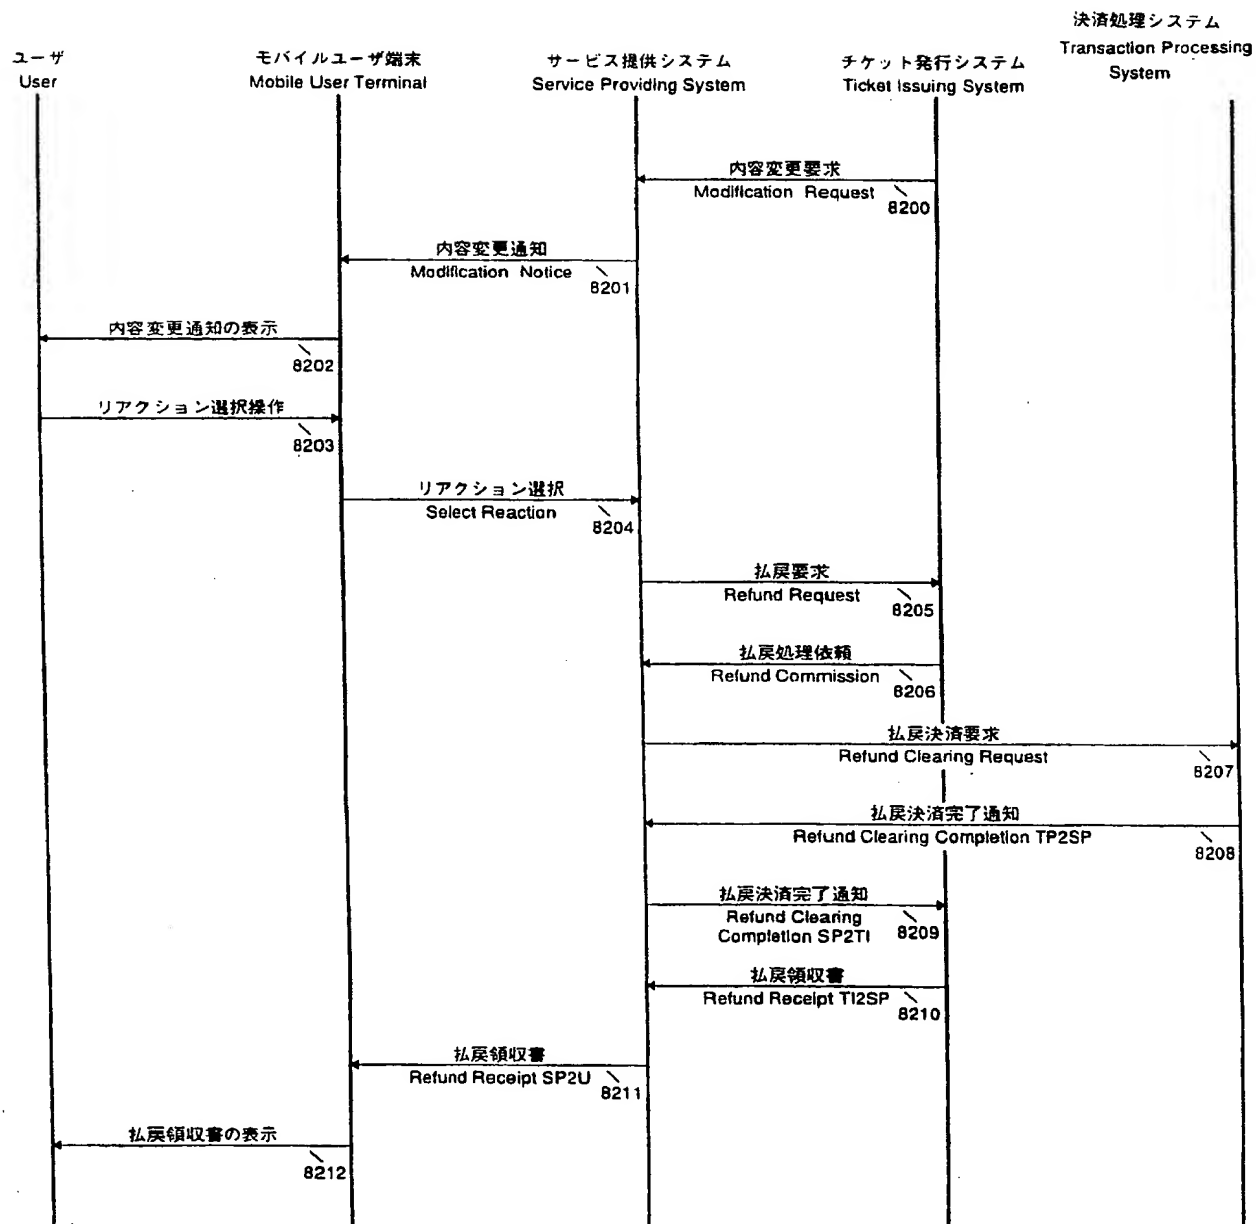 決済処理システム
Transaction Processing
System
ユーザ
User
モバイルユーザ端末
Mobile User Terminal
サービス提供システム
Service Providing System
チケット発行システム
Ticket Issuing System
内容変更要求
Modification Request
8200
内容変更通知
Modification Notice
8201
内容変更通知の表示
8202
リアクション選択操作
8203
リアクション選択
Select Reaction
8204
払戻要求
Refund Request
8205
払戻処理依頼
Refund Commission
8206
払戻決済要求
Refund Clearing Request
8207
払戻決済完了通知
Refund Clearing Completion TP2SP
8208
払戻決済完了通知
Refund Clearing
Completion SP2TI
8209
払戻領収書
Refund Receipt TI2SP
8210
払戻領収書
Refund Receipt SP2U
8211
払戻領収書の表示
8212